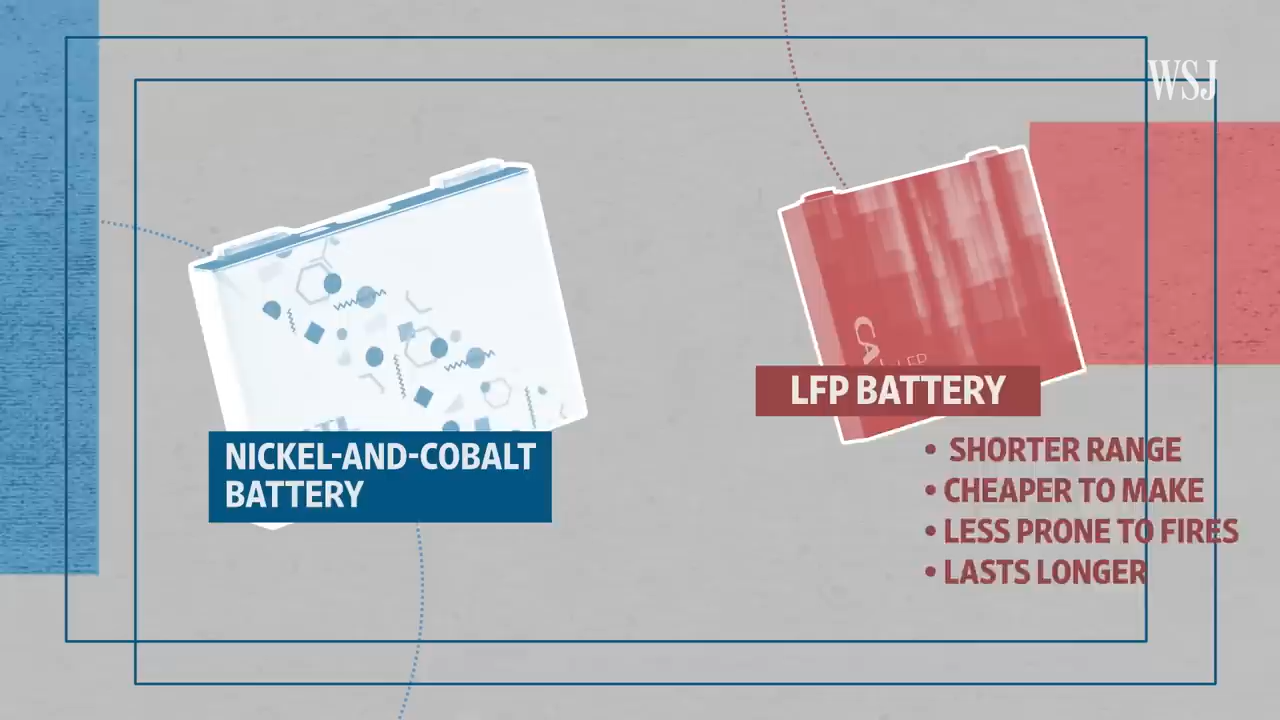 WSJ
NICKEL-AND-COBALT
BATTERY
LFP BATTERY
• SHORTER RANGE
• CHEAPER TO MAKE
• LESS PRONE TO FIRES
• LASTS LONGER